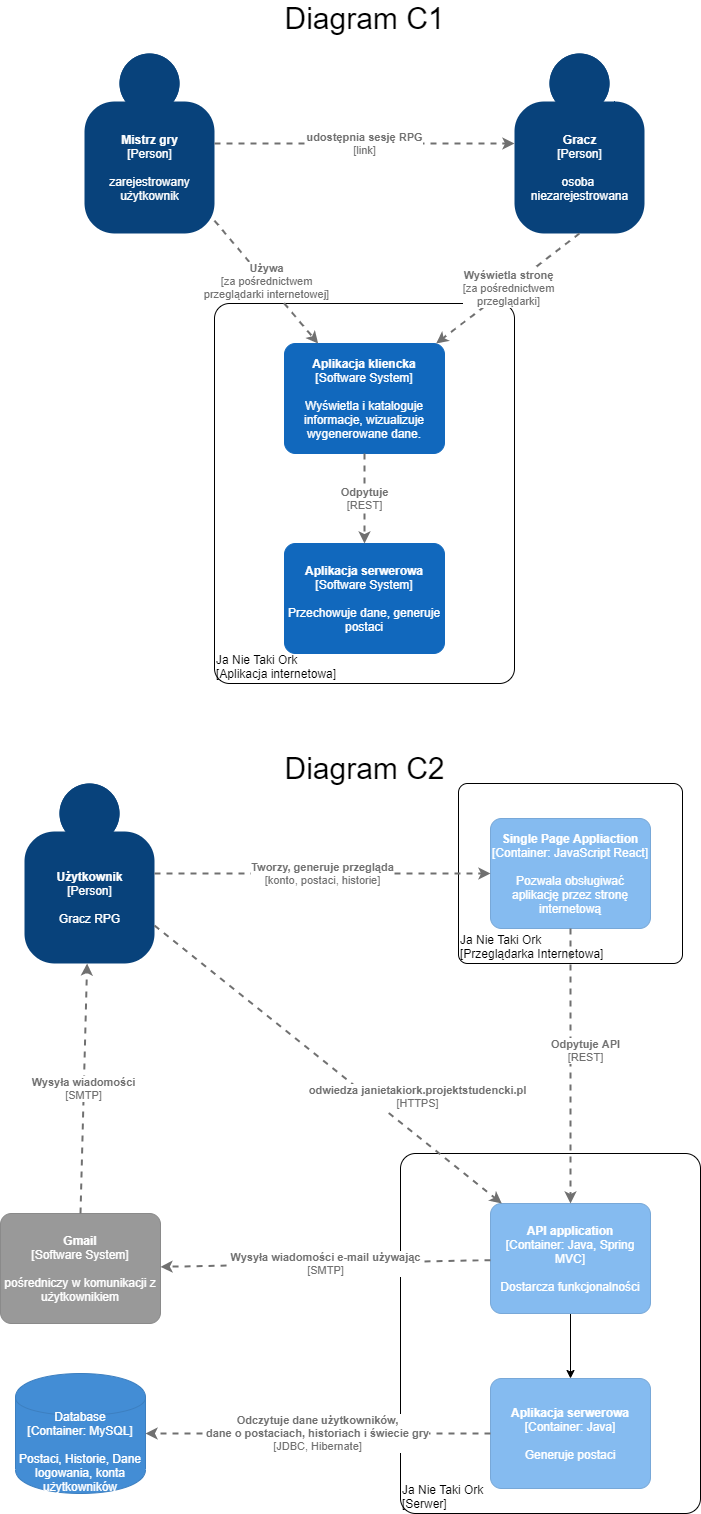 Diagram C1
Mistrz gry
[Person]
zarejestrowany
użytkownik
udostępnia sesję RPG
[link]
Gracz
[Person]
osoba
niezarejestrowana
Używa
[za pośrednictwem
przeglądarki internetowej]
Wyświetla stronę
[za pośrednictwem
przeglądarki]
Aplikacja kliencka
[Software System]
Wyświetla i kataloguje
informacje, wizualizuje
wygenerowane dane.
Odpytuje
[REST]
Aplikacja serwerowa
[Software System]
Przechowuje dane, generuje
postaci
Ja Nie Taki Ork
[Aplikacja internetowa]
Diagram C2
Użytkownik
[Person]
Gracz RPG
Tworzy, generuje przegląda
[konto, postaci, historie]
Single Page Appliaction
[Container: JavaScript React]
Pozwala obsługiwać
aplikację przez stronę
internetową
Ja Nie Taki Ork
[Przeglądarka Internetowa]
Odpytuje API
[REST]
Wysyła wiadomości
[SMTP]
odwiedza janietakiork.projektstudencki.pl
[HTTPS]
Gmail
[Software System]
pośredniczy w komunikacji z
użytkownikiem
Wysyła wiadomości e-mail używając
[SMTP]
API application
[Container: Java, Spring
MVC]
Dostarcza funkcjonalności
Database
[Container: MySQL]
Postaci, Historie, Dane
logowania, konta
użytkowników
Odczytuje dane użytkowników,
dane o postaciach, historiach i świecie gry
[JDBC, Hibernate]
Aplikacja serwerowa
[Container: Java]
Generuje postaci
Ja Nie Taki Ork
[Serwer]